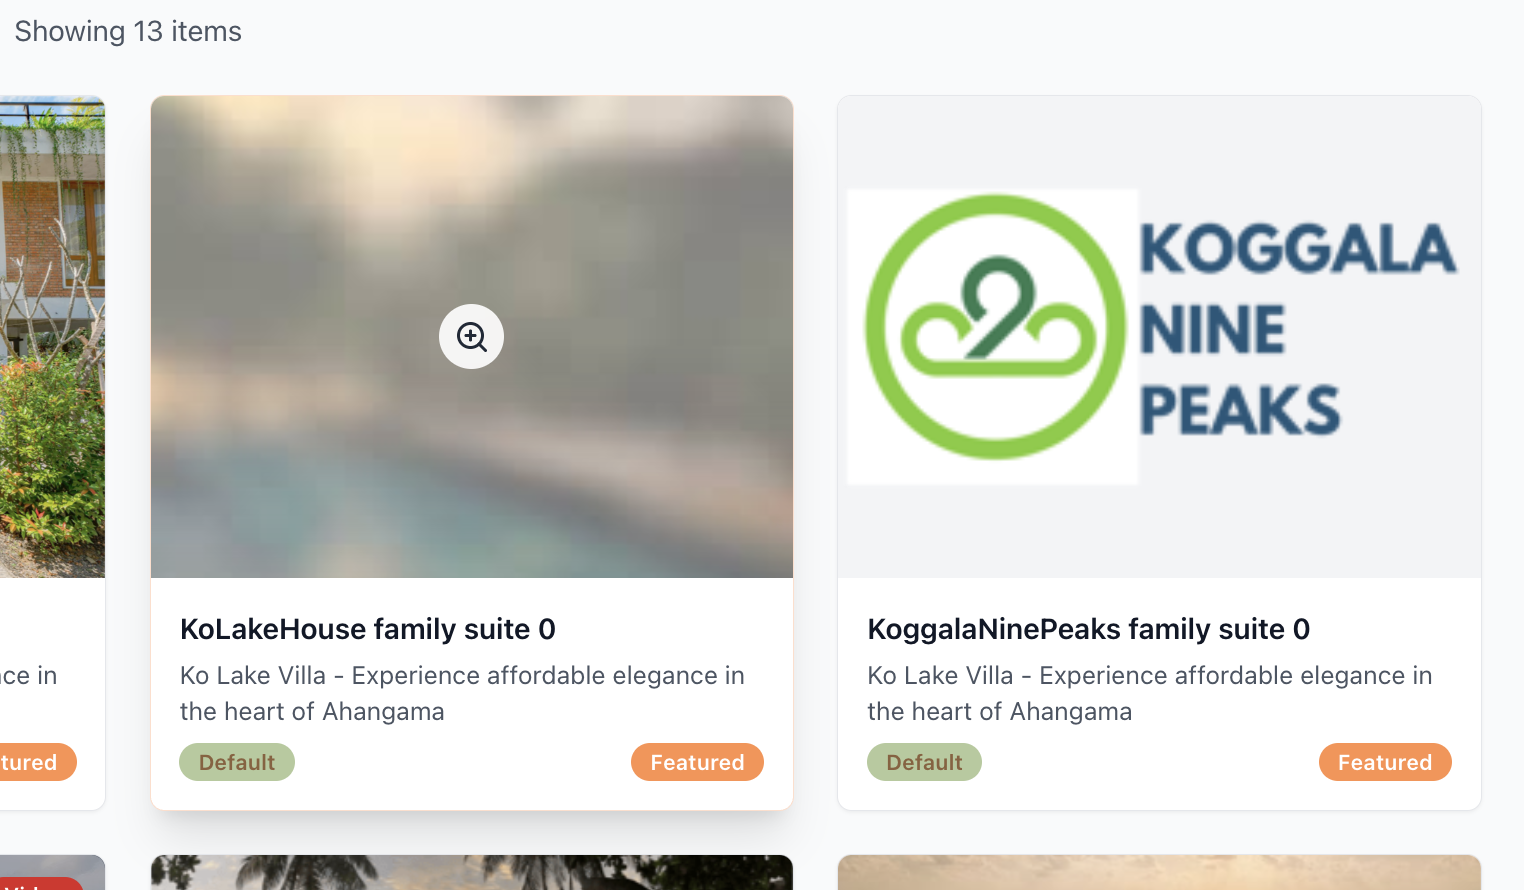 Showing 13 items
KOGGALA
NINE
PEAKS
KoLakeHouse family suite 0
Ko Lake Villa - Experience affordable elegance in
the heart of Ahangama
Default
Featured
KoggalaNinePeaks family suite 0
Ko Lake Villa - Experience affordable elegance in
the heart of Ahangama
Default
Featured
ce in
tured